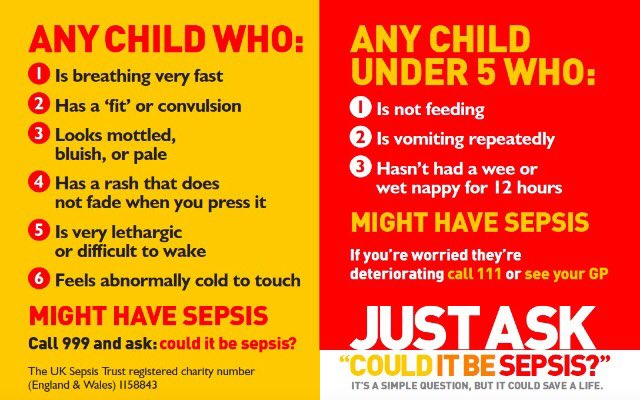 ANY CHILD WHO:
1 Is breathing very fast
2 Has a ‘fit’ or convulsion
3 Looks mottled,
bluish, or pale
4 Has a rash that does
not fade when you press it
5 Is very lethargic
or difficult to wake
6 Feels abnormally cold to touch
MIGHT HAVE SEPSIS
Call 999 and ask: could it be sepsis?
The UK Sepsis Trust registered charity number
(England & Wales) 1158843
ANY CHILD
UNDER 5 WHO:
1 Is not feeding
2 Is vomiting repeatedly
3 Hasn’t had a wee or
wet nappy for 12 hours
MIGHT HAVE SEPSIS
If you’re worried they’re
deteriorating call 111 or see your GP
JUST ASK
“COULD IT BE SEPSIS?”
IT’S A SIMPLE QUESTION, BUT IT COULD SAVE A LIFE.